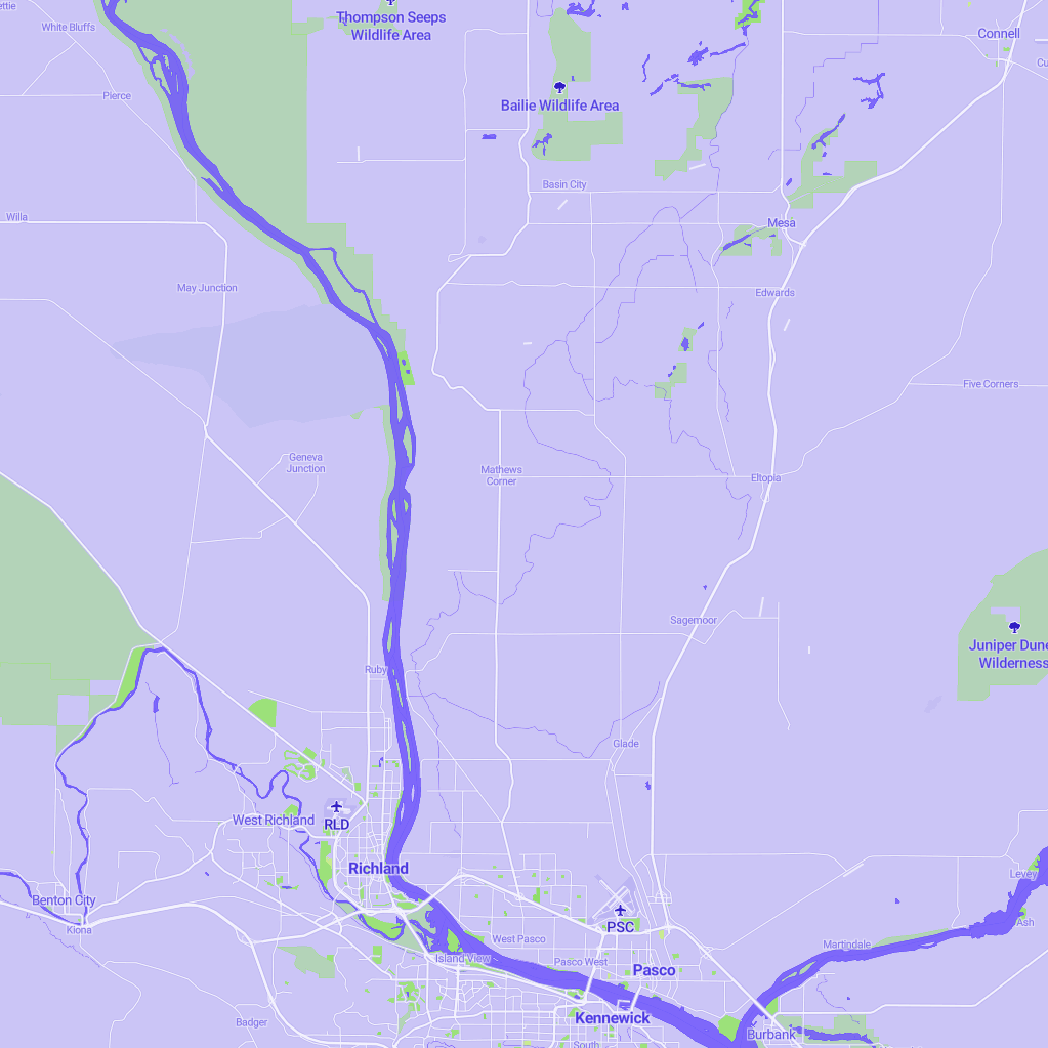 White Bluffs
Thompson Seeps
Wildlife Area
Connell
Pierce
Bailie Wildlife Area
Basin City
Willa
Mesa
May Junction
Edwards
Five Corners
Geneva
Junction
Mathews
Corner
Eltopia
Sagemoor
Juniper Dune
Wilderness
Ruby
Glade
West Richland
RLD
Richland
Levey
Benton City
Kiona
PSC
Ash
West Pasco
Martindale
Island View
Pasco West
Pasco
Kennewick
Badger
Burbank
South